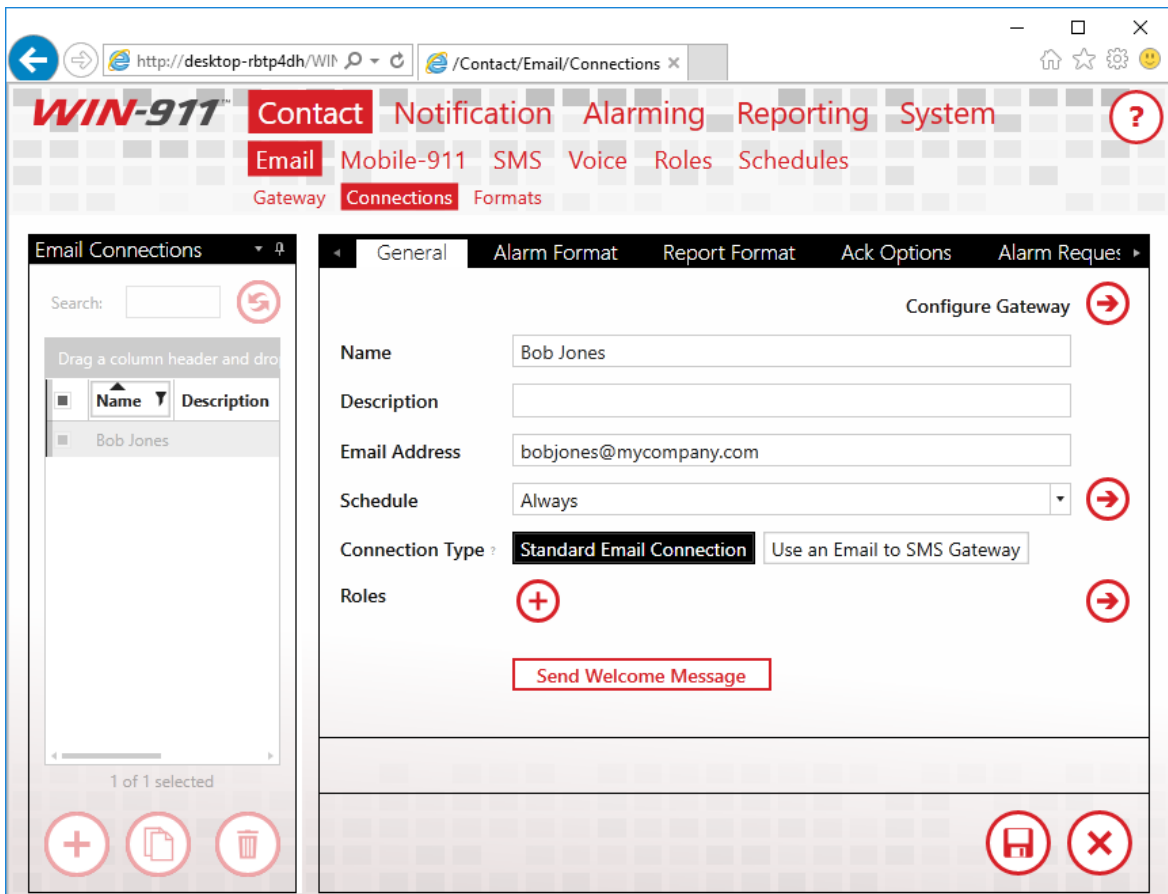 http://desktop-rbtp4dh/WIN
/Contact/Email/Connections
WIN-911™ Contact Notification Alarming Reporting System ?
Email Mobile-911 SMS Voice Roles Schedules
Gateway Connections Formats
Email Connections
Search:
Drag a column header and dro
Name Description
Bob Jones
1 of 1 selected
General Alarm Format Report Format Ack Options Alarm Reques
Configure Gateway
Name Bob Jones
Description
Email Address bobjones@mycompany.com
Schedule Always
Connection Type ? Standard Email Connection Use an Email to SMS Gateway
Roles
Send Welcome Message